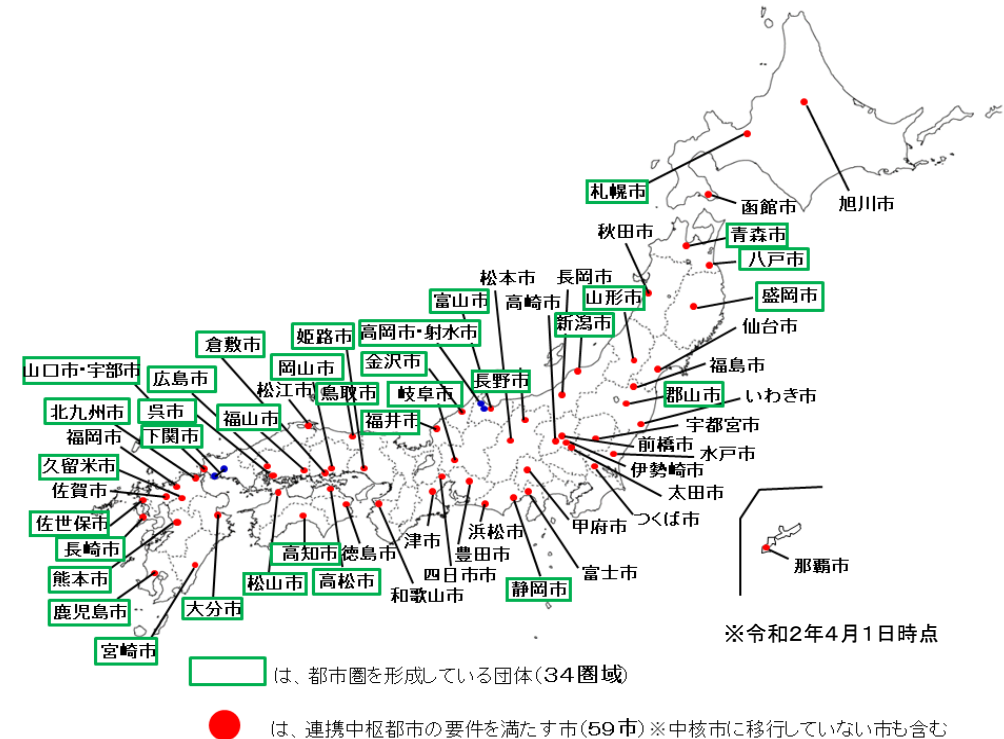 札幌市
函館市
旭川市
秋田市
青森市
八戸市
松本市
長岡市
富山市
高崎市
山形市
盛岡市
姫路市
高岡市・射水市
新潟市
仙台市
倉敷市
岡山市
金沢市
福島市
山口市・宇部市
広島市
松江市
鳥取市
岐阜市
長野市
郡山市
いわき市
北九州市
呉市
福山市
福井市
宇都宮市
福岡市
下関市
前橋市
水戸市
久留米市
伊勢崎市
佐賀市
太田市
佐世保市
浜松市
甲府市
つくば市
長崎市
高知市
徳島市
津市
豊田市
熊本市
松山市
高松市
四日市市
富士市
那覇市
鹿児島市
大分市
和歌山市
静岡市
宮崎市
※令和2年4月1日時点
は、都市圏を形成している団体(34圏域)
は、連携中枢都市の要件を満たす市(59市)※中核市に移行していない市も含む